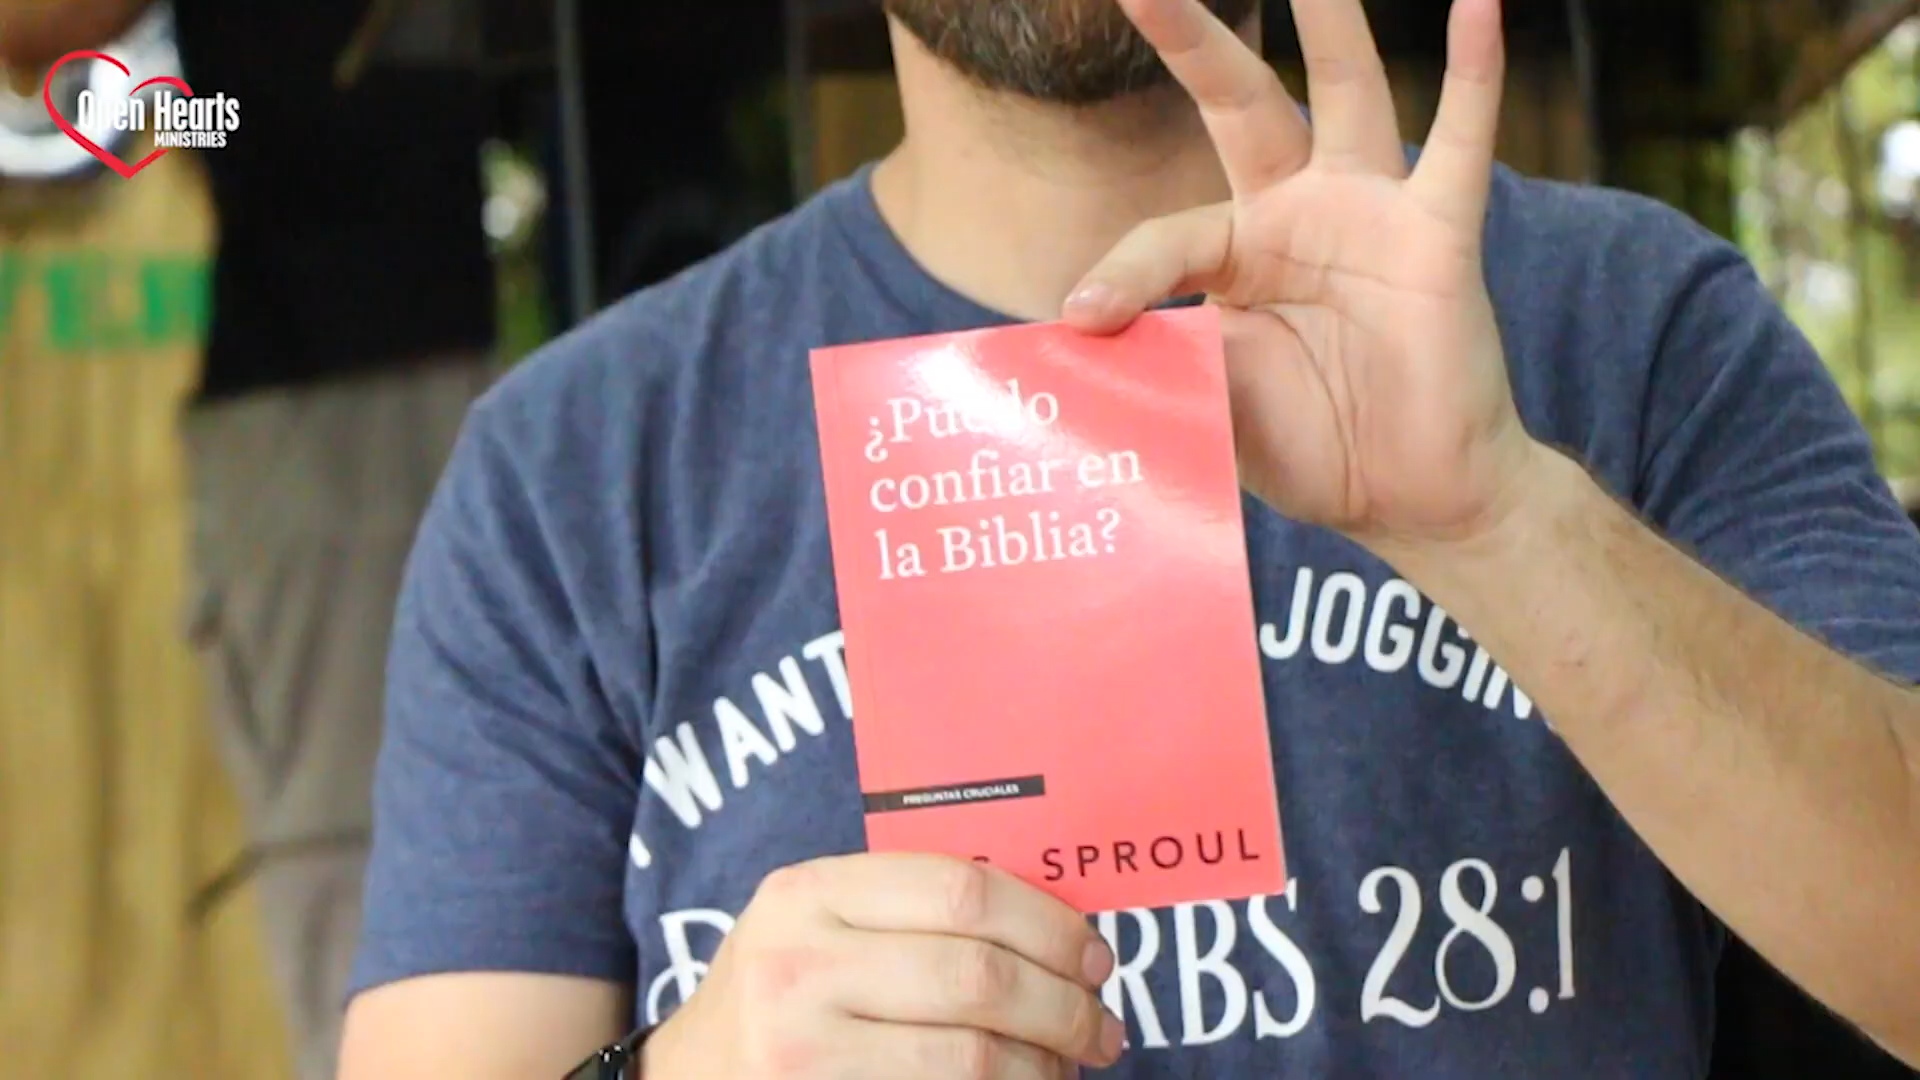 Open Hearts
MINISTRIES
¿Puedo
confiar en
la Biblia?
PREGUNTAS CRUCIALES
SPROUL
I WANT
JOGGIN
RBS 28:1